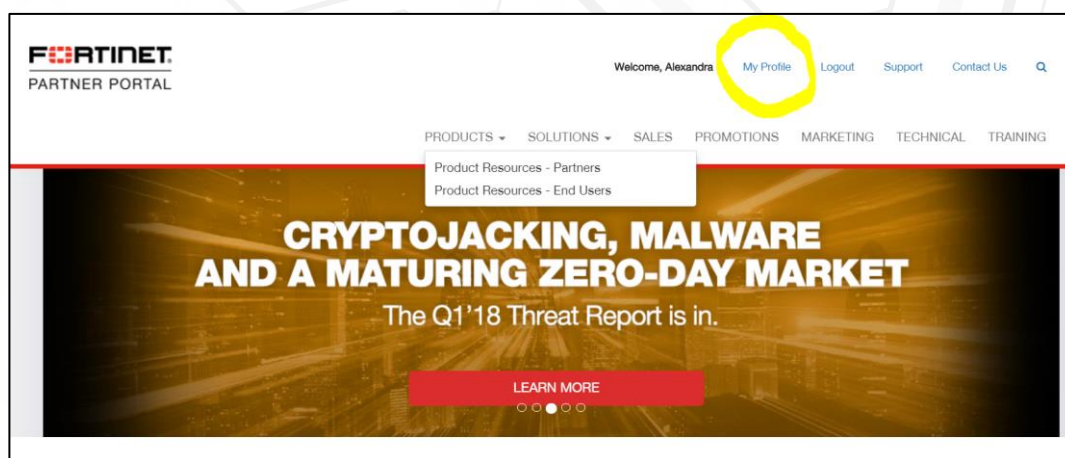 FORTINET
PARTNER PORTAL
Welcome, Alexandra My Profile Logout Support Contact Us
PRODUCTS SOLUTIONS SALES PROMOTIONS MARKETING TECHNICAL TRAINING
Product Resources - Partners
Product Resources - End Users
CRYPTOJACKING, MALWARE
AND A MATURING ZERO-DAY MARKET
The Q1'18 Threat Report is in.
LEARN MORE